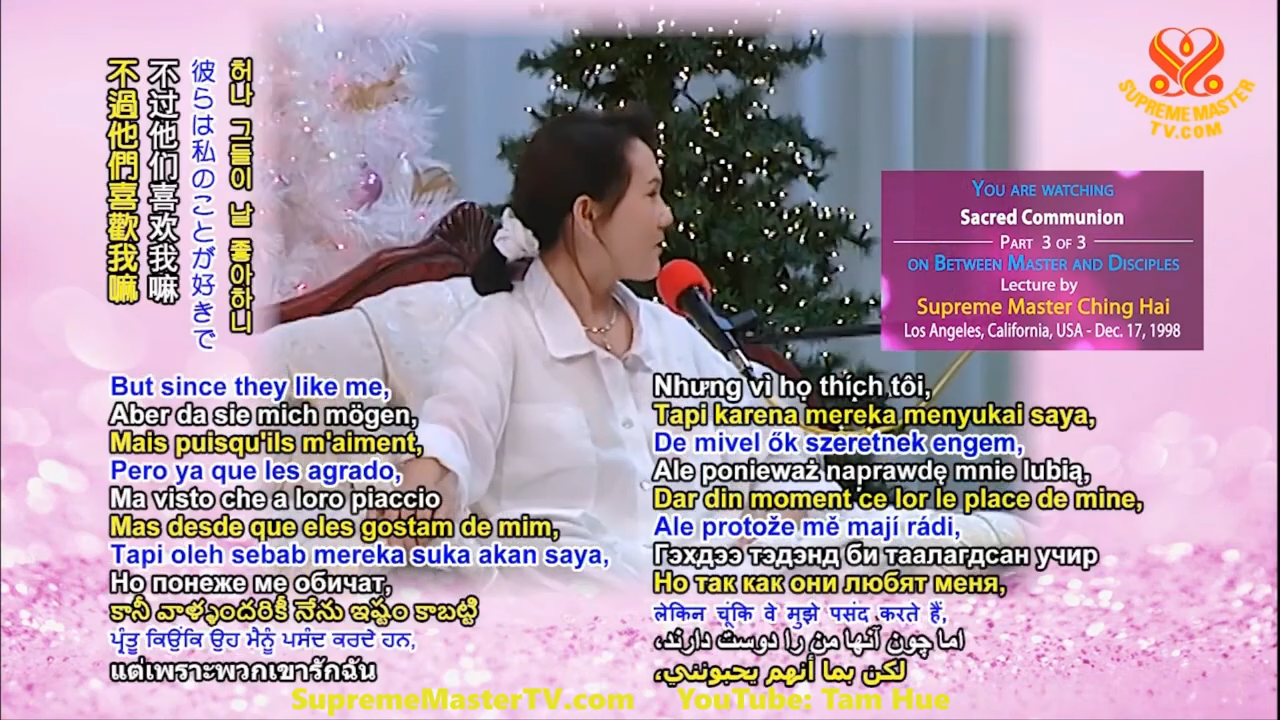 허나 그들이 날 좋아하니
彼らは私のことが好きで
不过他们喜欢我嘛
不過他們喜歡我嘛
SUPREME MASTER
TV.COM
YOU ARE WATCHING
Sacred Communion
PART 3 OF 3
ON BETWEEN MASTER AND DISCIPLES
Lecture by
Supreme Master Ching Hai
Los Angeles, California, USA - Dec. 17, 1998
But since they like me,
Aber da sie mich mögen,
Mais puisqu'ils m'aiment,
Pero ya que les agrado,
Ma visto che a loro piaccio
Mas desde que eles gostam de mim,
Tapi oleh sebab mereka suka akan saya,
Но понеже ме обичат,
కానీ వాళ్ళందరికీ నేను ఇష్టం కాబట్టి
ਪ੍ਰੰਤੂ ਕਿਉਂਕਿ ਉਹ ਮੈਨੂੰ ਪਸੰਦ ਕਰਦੇ ਹਨ,
แต่เพราะพวกเขารักฉัน
Nhưng vì họ thích tôi,
Tapi karena mereka menyukai saya,
De mivel ők szeretnek engem,
Ale ponieważ naprawdę mnie lubią,
Dar din moment ce lor le place de mine,
Ale protože mě mají rádi,
Гэхдээ тэдэнд би таалагдсан учир
Но так как они любят меня,
लेकिन चूंकि वे मुझे पसंद करते हैं,
اما چون آنها من را دوست دارند،
لكن بما أنهم يحبونني،
SupremeMasterTV.com YouTube: Tam Hue